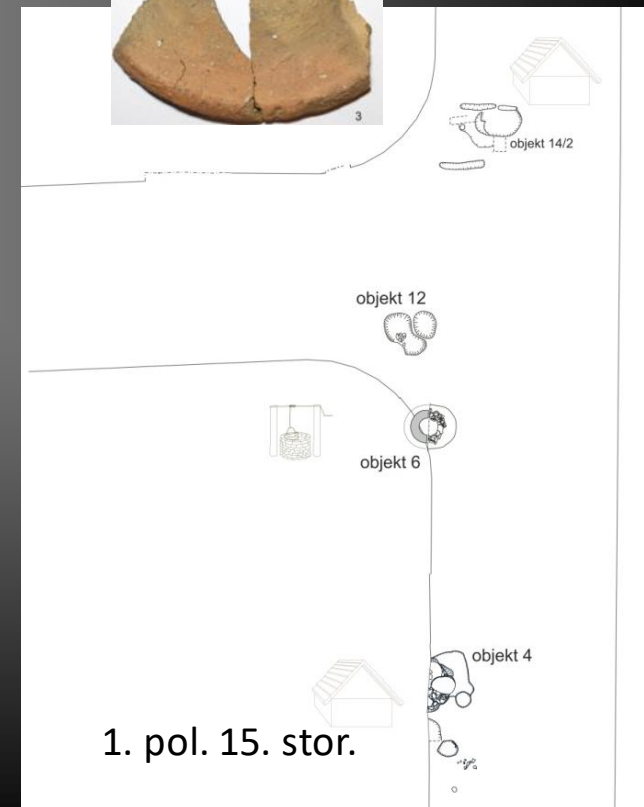 3
objekt 14/2
objekt 12
objekt 6
objekt 4
1. pol. 15. stor.